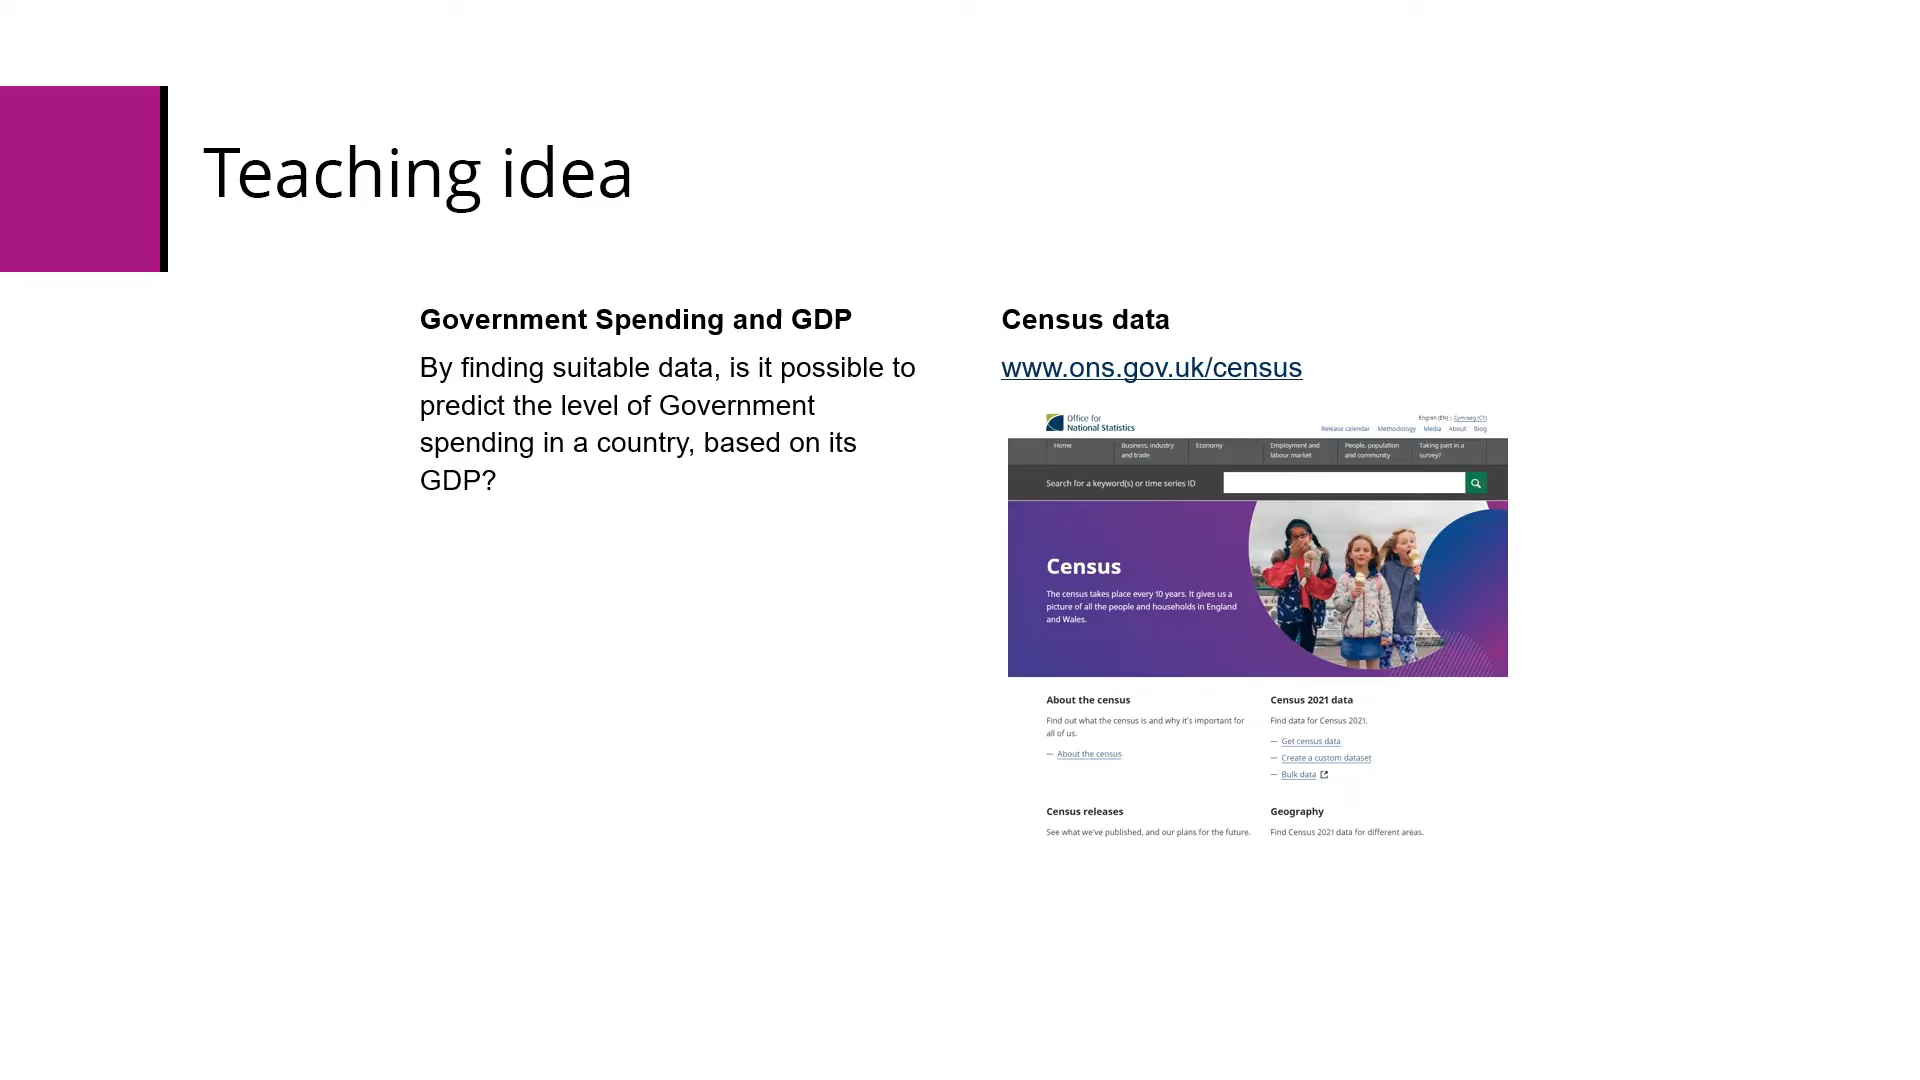 Teaching idea
Government Spending and GDP
By finding suitable data, is it possible to
predict the level of Government
spending in a country, based on its
GDP?
Census data
www.ons.gov.uk/census
Office for
National Statistics
English (EN) | Cymraeg (CY)
Release calendar Methodology Media About Blog
Home
Business, industry
and trade
Economy
Employment and
labour market
People, population
and community
Taking part in a
survey?
Search for a keyword(s) or time series ID
Census
The census takes place every 10 years. It gives us a
picture of all the people and households in England
and Wales.
About the census
Find out what the census is and why it's important for
all of us.
— About the census
Census 2021 data
Find data for Census 2021.
— Get census data
— Create a custom dataset
— Bulk data
Census releases
See what we've published, and our plans for the future.
Geography
Find Census 2021 data for different areas.